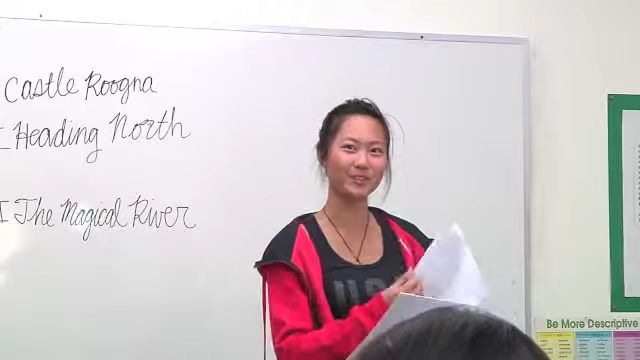 Castle Roogna
I Heading North
I The Magical River
Be More Descriptive